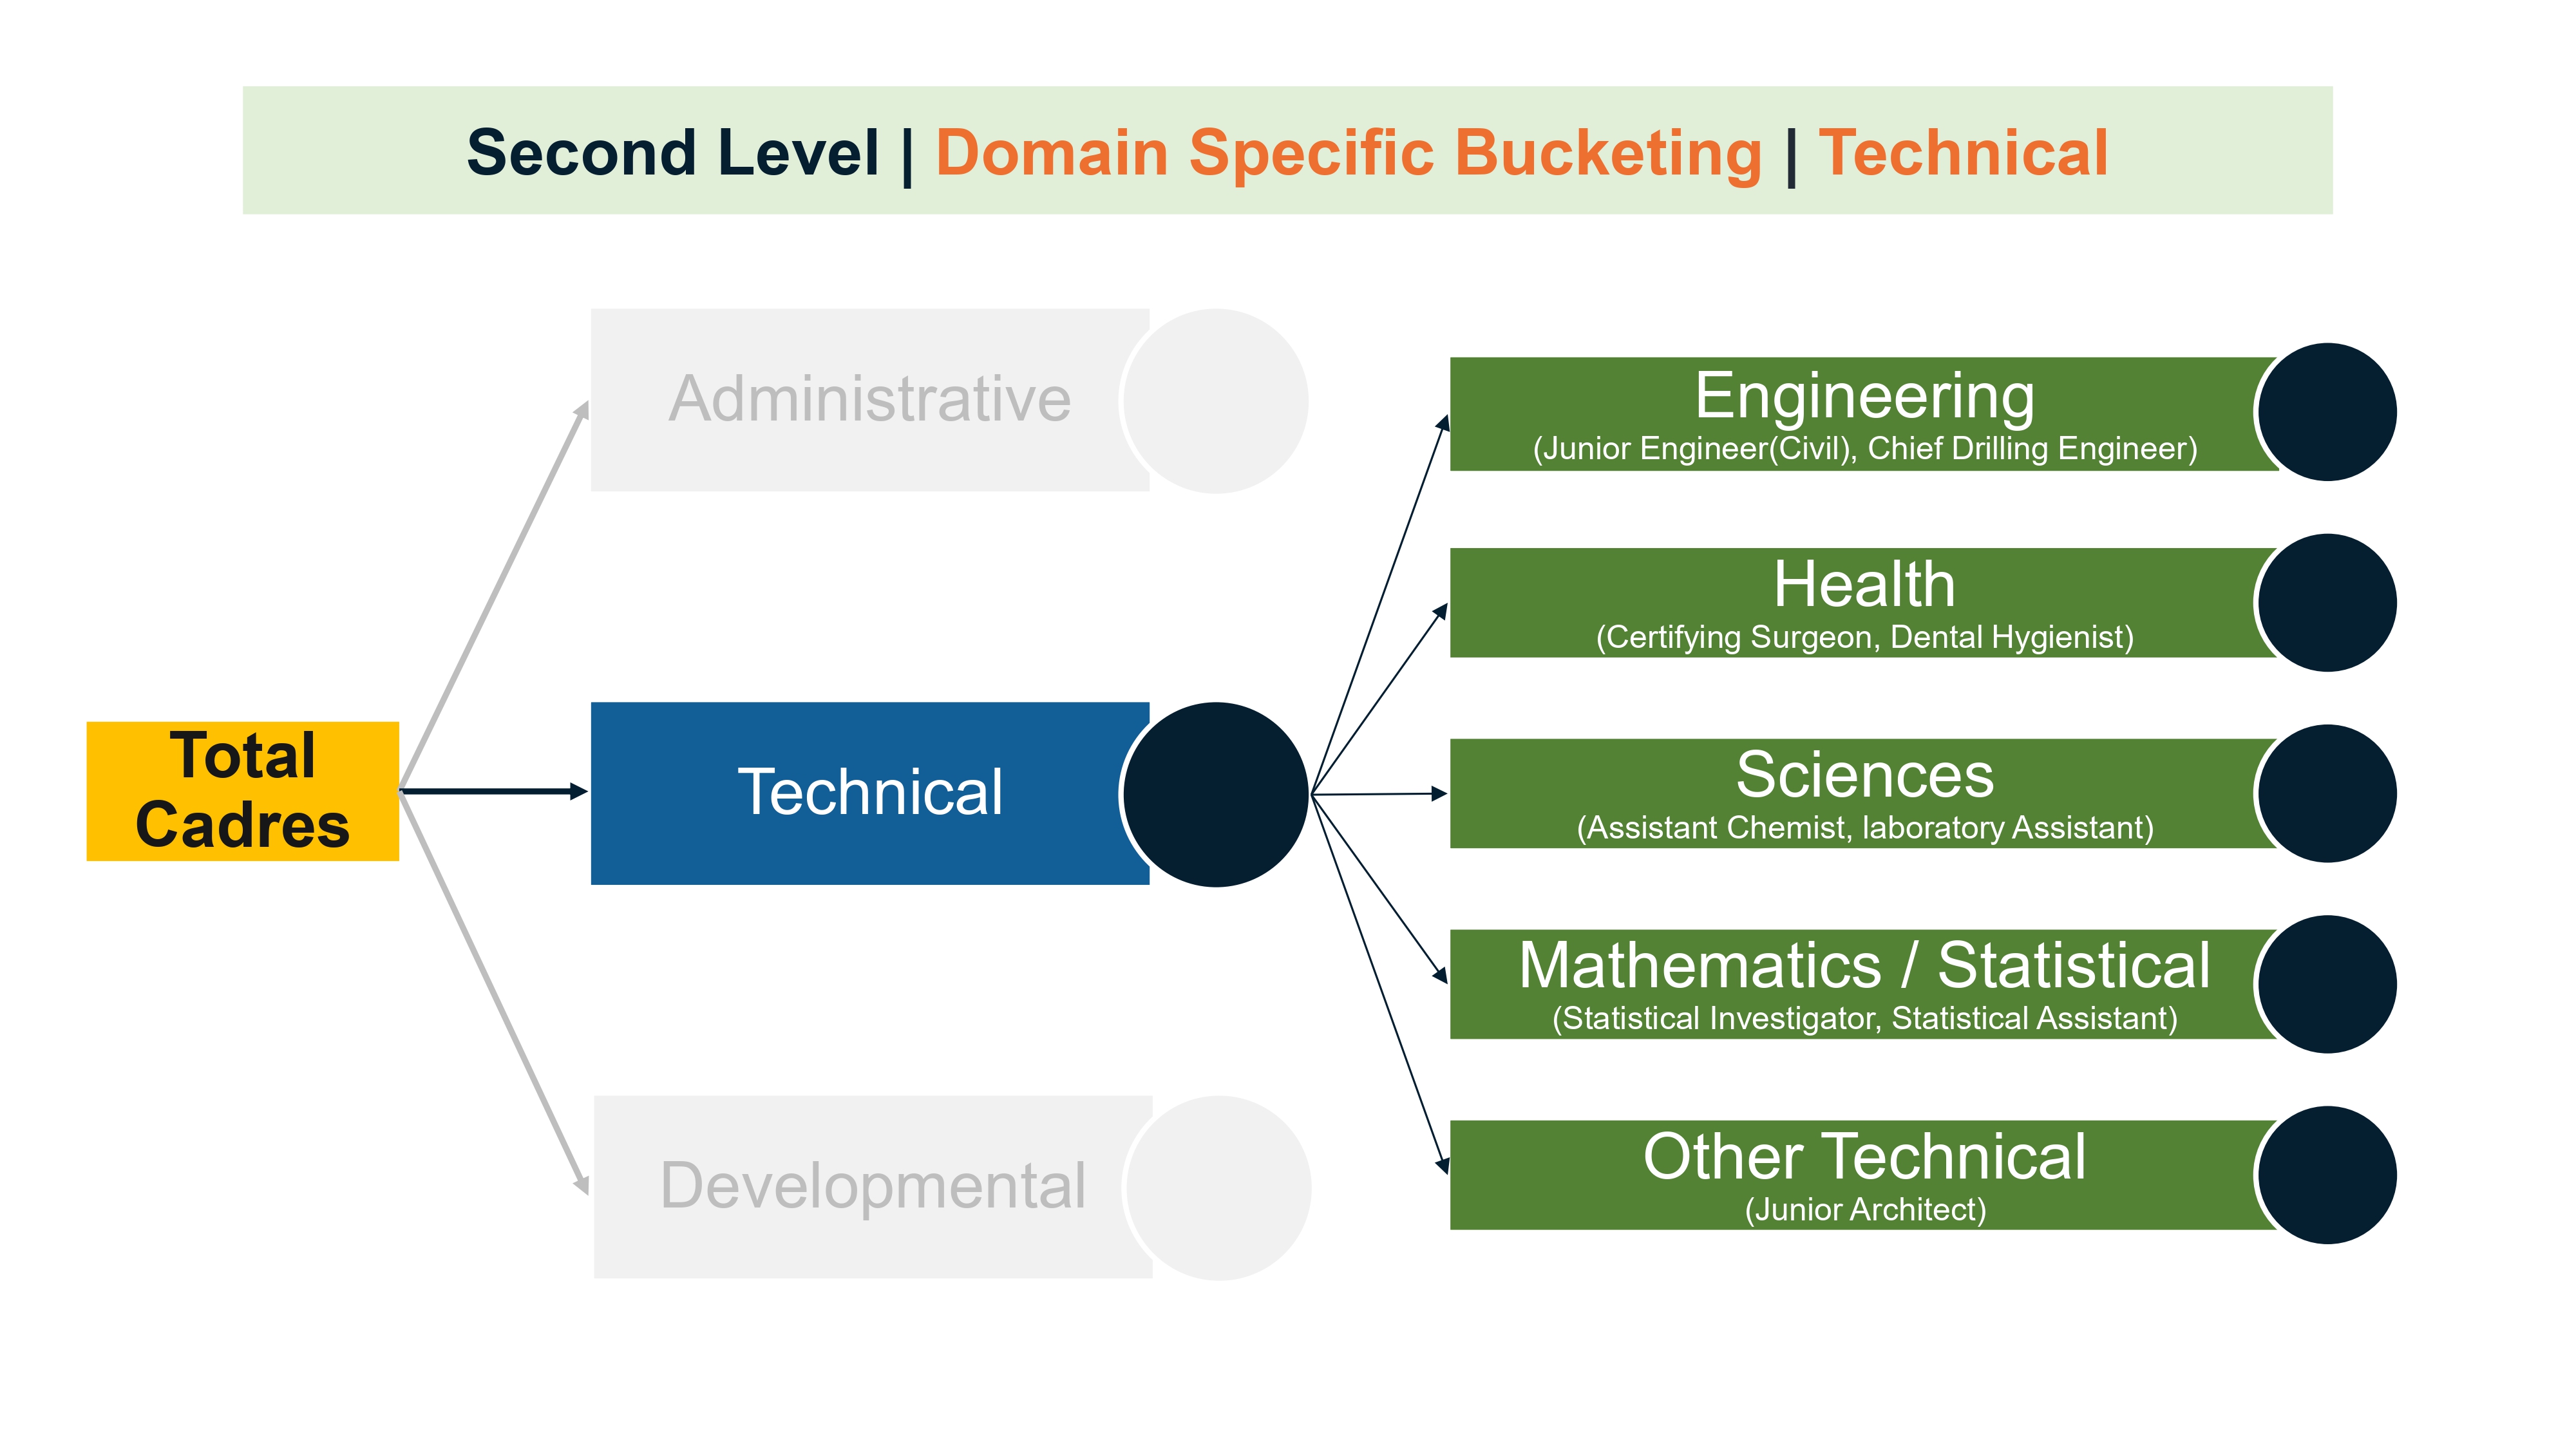 Second Level | Domain Specific Bucketing | Technical
Total
Cadres
Administrative
Technical
Developmental
Engineering
(Junior Engineer(Civil), Chief Drilling Engineer)
Health
(Certifying Surgeon, Dental Hygienist)
Sciences
(Assistant Chemist, laboratory Assistant)
Mathematics / Statistical
(Statistical Investigator, Statistical Assistant)
Other Technical
(Junior Architect)